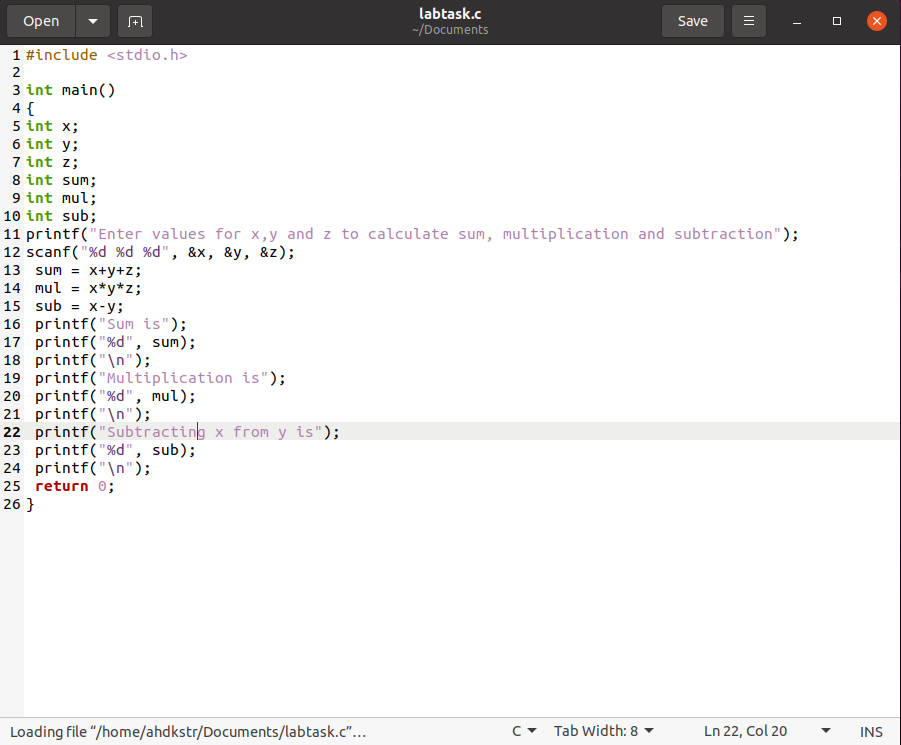 Open
labtask.c
~/Documents
Save
1 #include <stdio.h>
2
3 int main()
4 {
5 int x;
6 int y;
7 int z;
8 int sum;
9 int mul;
10 int sub;
11 printf("Enter values for x,y and z to calculate sum, multiplication and subtraction");
12 scanf("%d %d %d", &x, &y, &z);
13  sum = x+y+z;
14  mul = x*y*z;
15  sub = x-y;
16  printf("Sum is");
17  printf("%d", sum);
18  printf("\n");
19  printf("Multiplication is");
20  printf("%d", mul);
21  printf("\n");
22  printf("Subtracting x from y is");
23  printf("%d", sub);
24  printf("\n");
25  return 0;
26 }
Loading file “/home/ahdkstr/Documents/labtask.c”… C Tab Width: 8 Ln 22, Col 20 INS